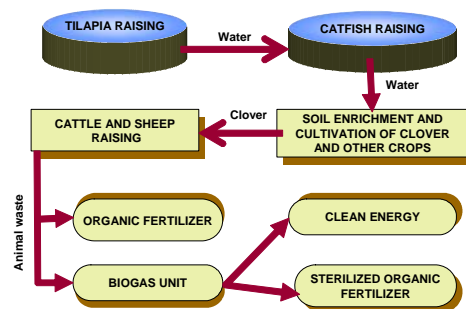 TILAPIA RAISING
Water
CATFISH RAISING
Water
CATTLE AND SHEEP
RAISING
Clover
SOIL ENRICHMENT AND
CULTIVATION OF CLOVER
AND OTHER CROPS
Animal waste
ORGANIC FERTILIZER
CLEAN ENERGY
BIOGAS UNIT
STERILIZED ORGANIC
FERTILIZER